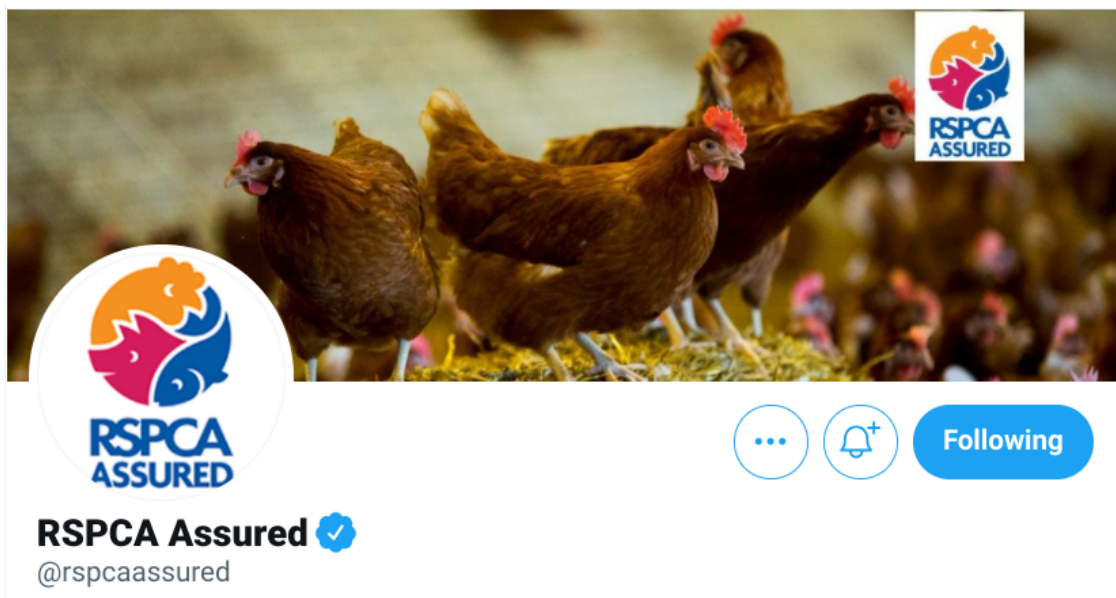 RSPCA
ASSURED
RSPCA
ASSURED
Following
RSPCA Assured
@rspcaassured